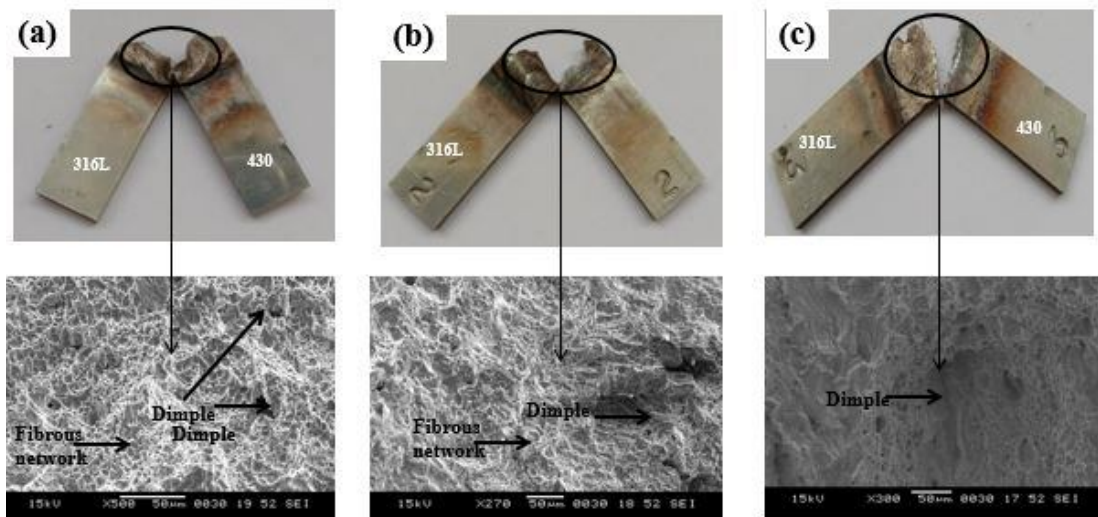 (a)
316L
430
(b)
316L
2
2
(c)
316L
430
3
Dimple
Dimple
Fibrous
network
15kV X500 50μm 0030 19 52 SEI
Dimple
Fibrous
network
15kV X270 50μm 0030 18 52 SEI
Dimple
15kV X300 50μm 0030 17 52 SEI